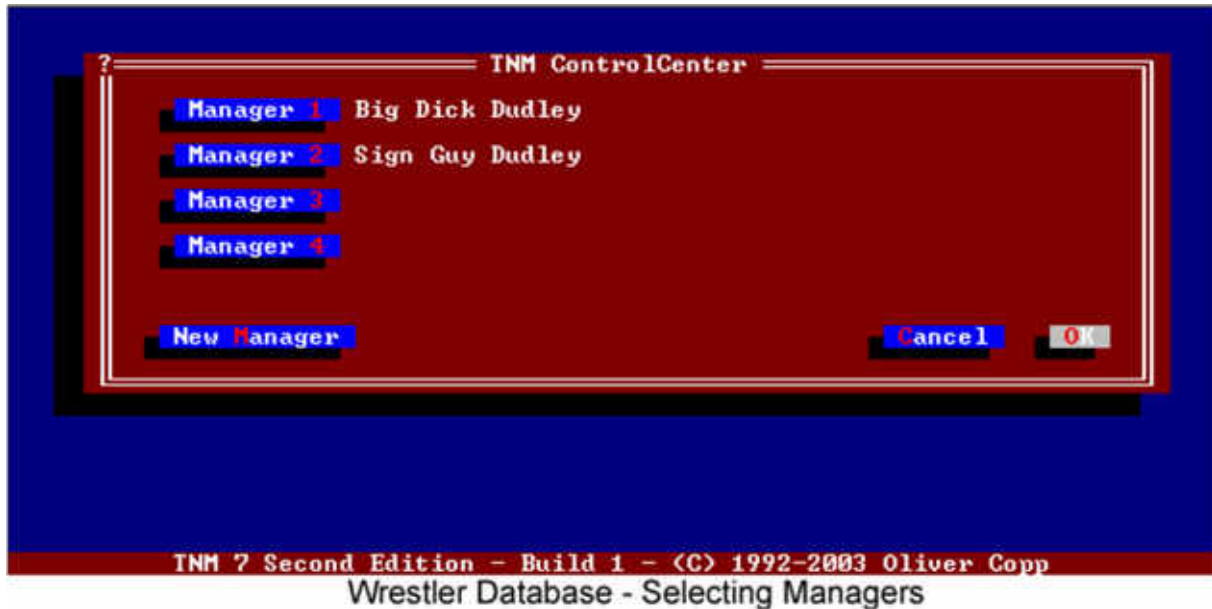 ? TNM ControlCenter
Manager 1 Big Dick Dudley
Manager 2 Sign Guy Dudley
Manager 3
Manager 4
New Manager Cancel OK
TNM 7 Second Edition - Build 1 - (C) 1992-2003 Oliver Copp
Wrestler Database - Selecting Managers